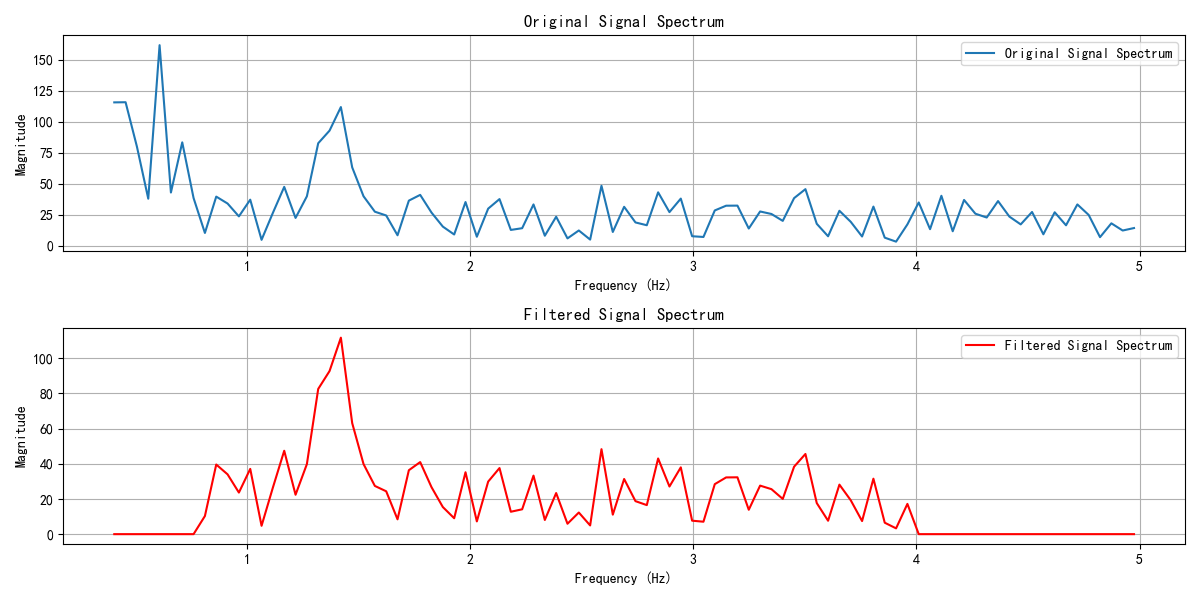 Original Signal Spectrum
Original Signal Spectrum
Magnitude
150
125
100
75
50
25
0
1 2 3 4 5
Frequency (Hz)
Filtered Signal Spectrum
Filtered Signal Spectrum
Magnitude
100
80
60
40
20
0
1 2 3 4 5
Frequency (Hz)